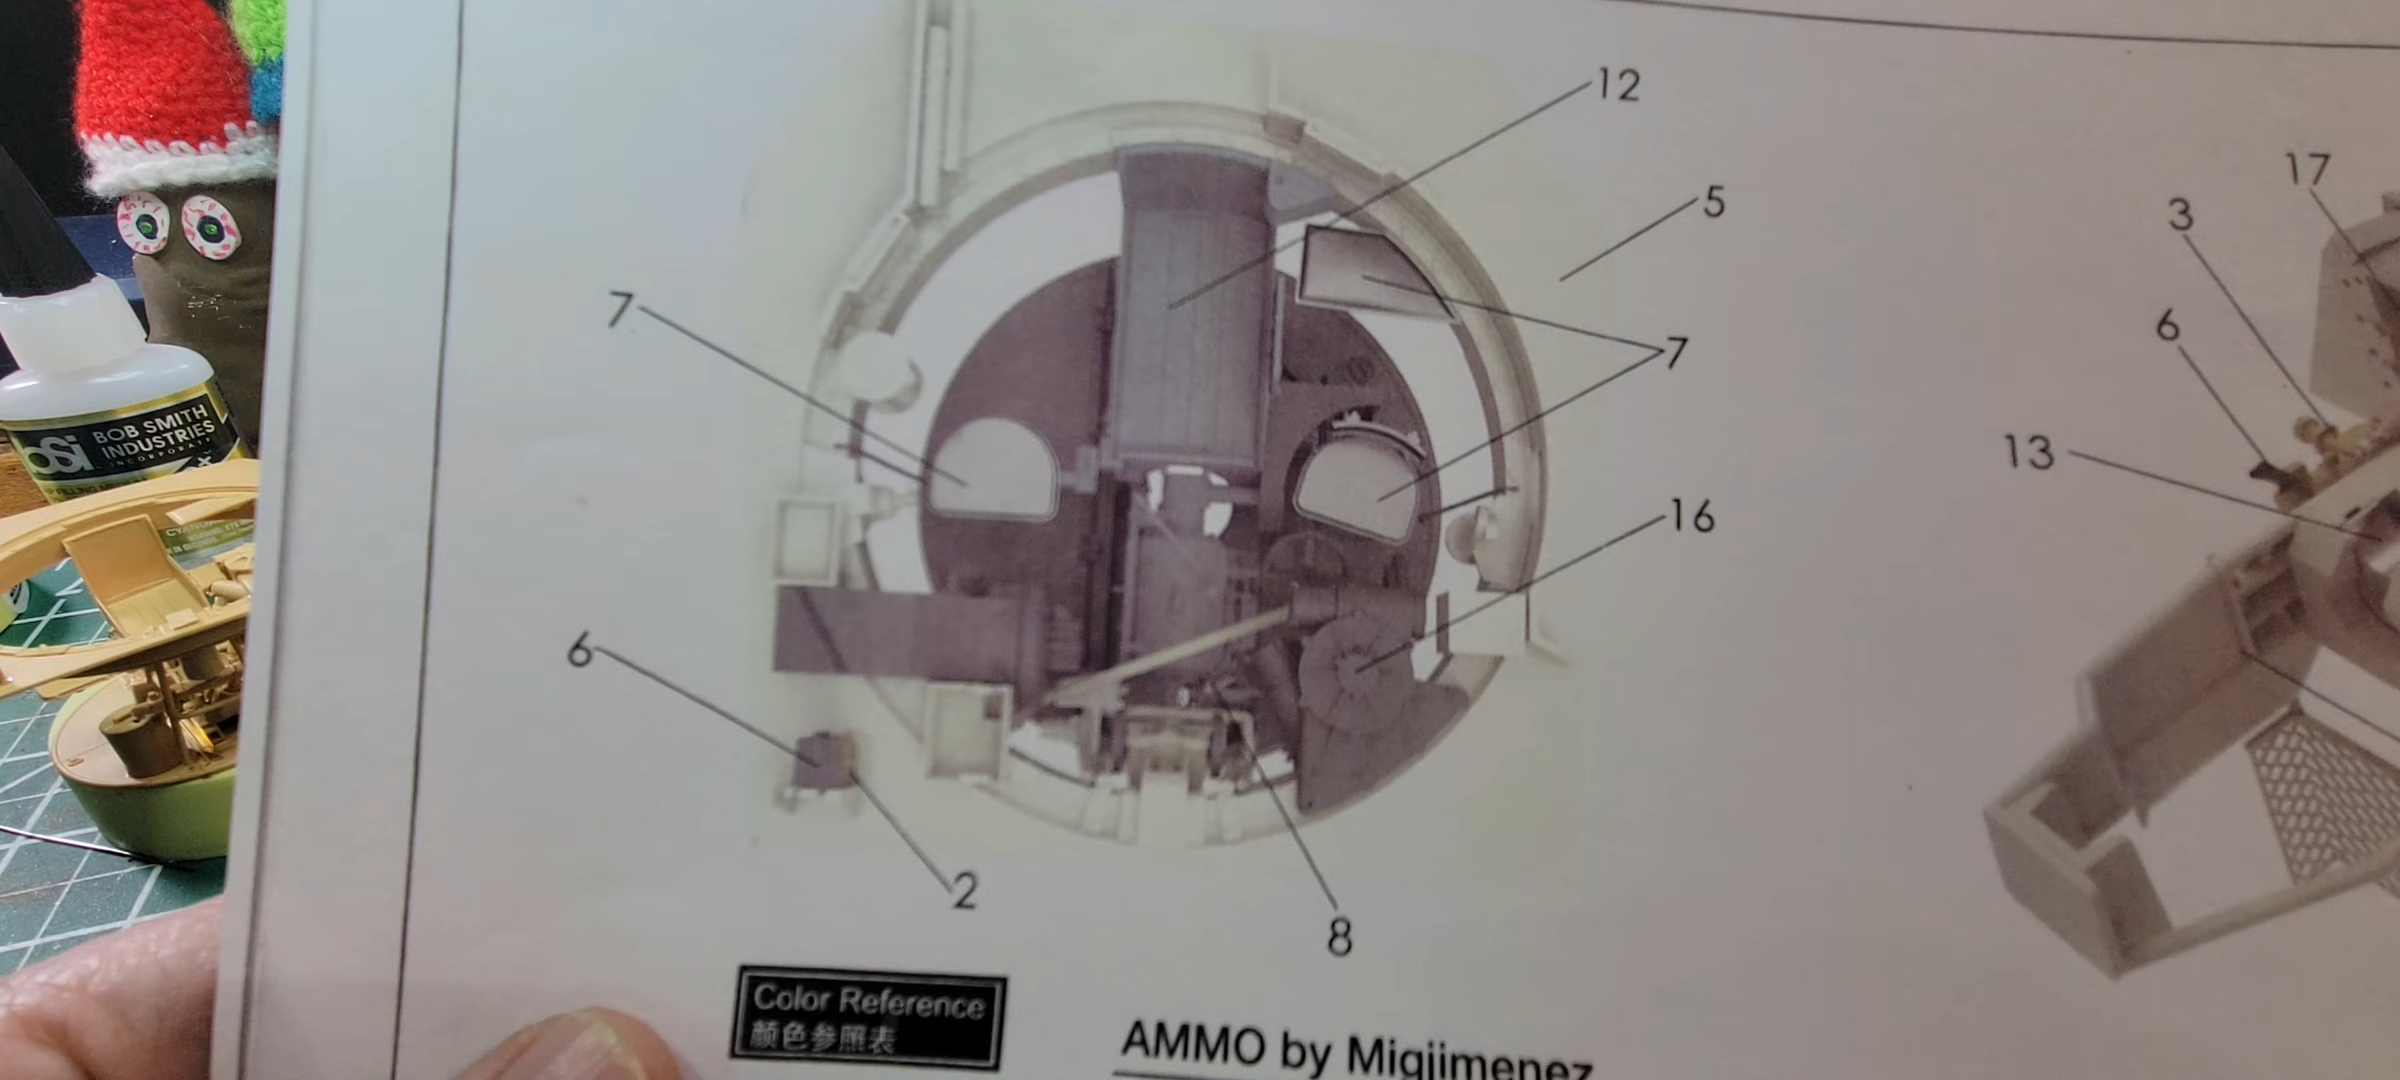 12
17
5
3
7
6
7
BOB SMITH
INDUSTRIES
INCORPORATE
13
16
6
2
8
Color Reference
颜色参照表
AMMO by Migjimenez